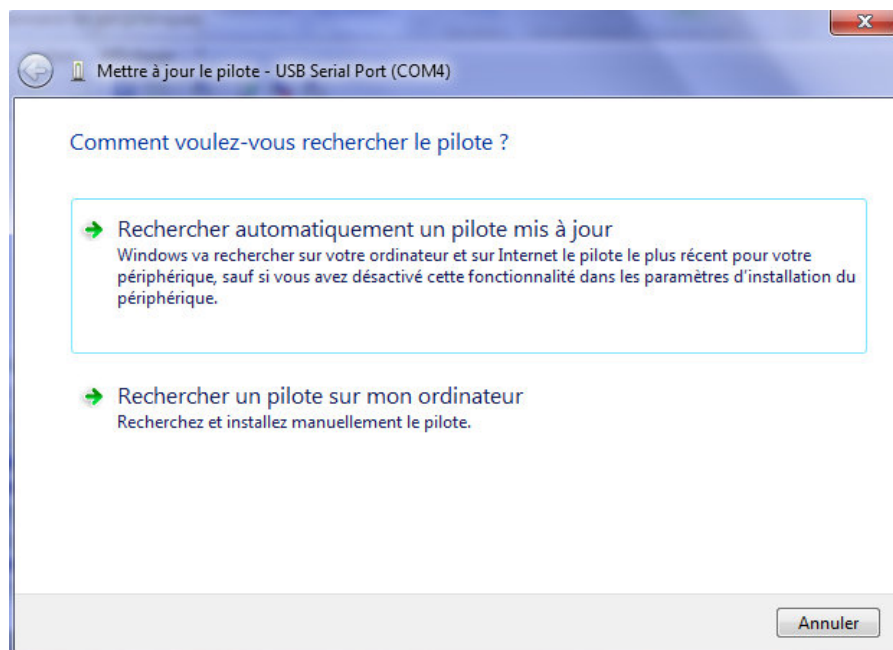 Mettre à jour le pilote - USB Serial Port (COM4)
Comment voulez-vous rechercher le pilote ?
Rechercher automatiquement un pilote mis à jour
Windows va rechercher sur votre ordinateur et sur Internet le pilote le plus récent pour votre
périphérique, sauf si vous avez désactivé cette fonctionnalité dans les paramètres d'installation du
périphérique.
Rechercher un pilote sur mon ordinateur
Recherchez et installez manuellement le pilote.
Annuler